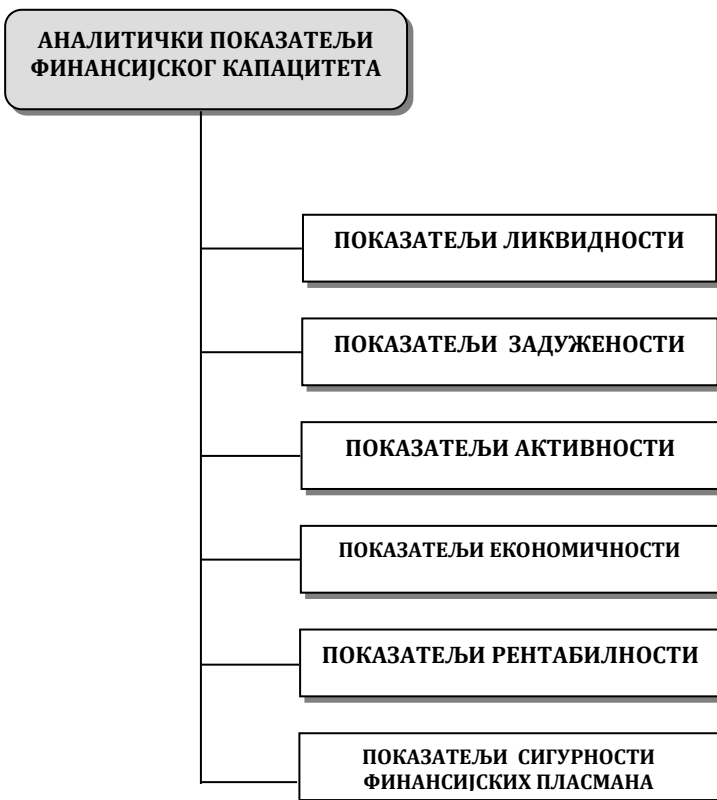 АНАЛИТИЧКИ ПОКАЗАТЕЉИ
ФИНАНСИЈСКОГ КАПАЦИТЕТА
ПОКАЗАТЕЉИ ЛИКВИДНОСТИ
ПОКАЗАТЕЉИ ЗАДУЖЕНОСТИ
ПОКАЗАТЕЉИ АКТИВНОСТИ
ПОКАЗАТЕЉИ ЕКОНОМИЧНОСТИ
ПОКАЗАТЕЉИ РЕНТАБИЛНОСТИ
ПОКАЗАТЕЉИ СИГУРНОСТИ
ФИНАНСИЈСКИХ ПЛАСМАНА